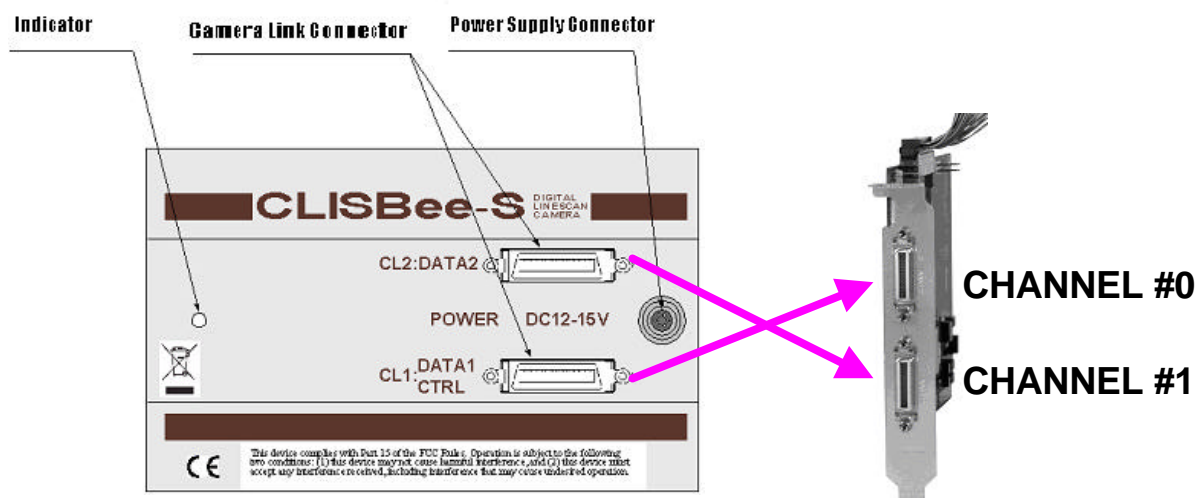 Indicator
Camera Link Connector
Power Supply Connector
CLISBee-S
DIGITAL
LINESCAN
CAMERA
CL2:DATA2
POWER DC12-15V
CL1:DATA1
CTRL
CHANNEL #0
CHANNEL #1
CE
This device complies with Part 15 of the FCC Rules. Operation is subject to the following
two conditions: (1) this device may not cause harmful interference, and (2) this device must
accept any interference received, including interference that may cause undesired operation.